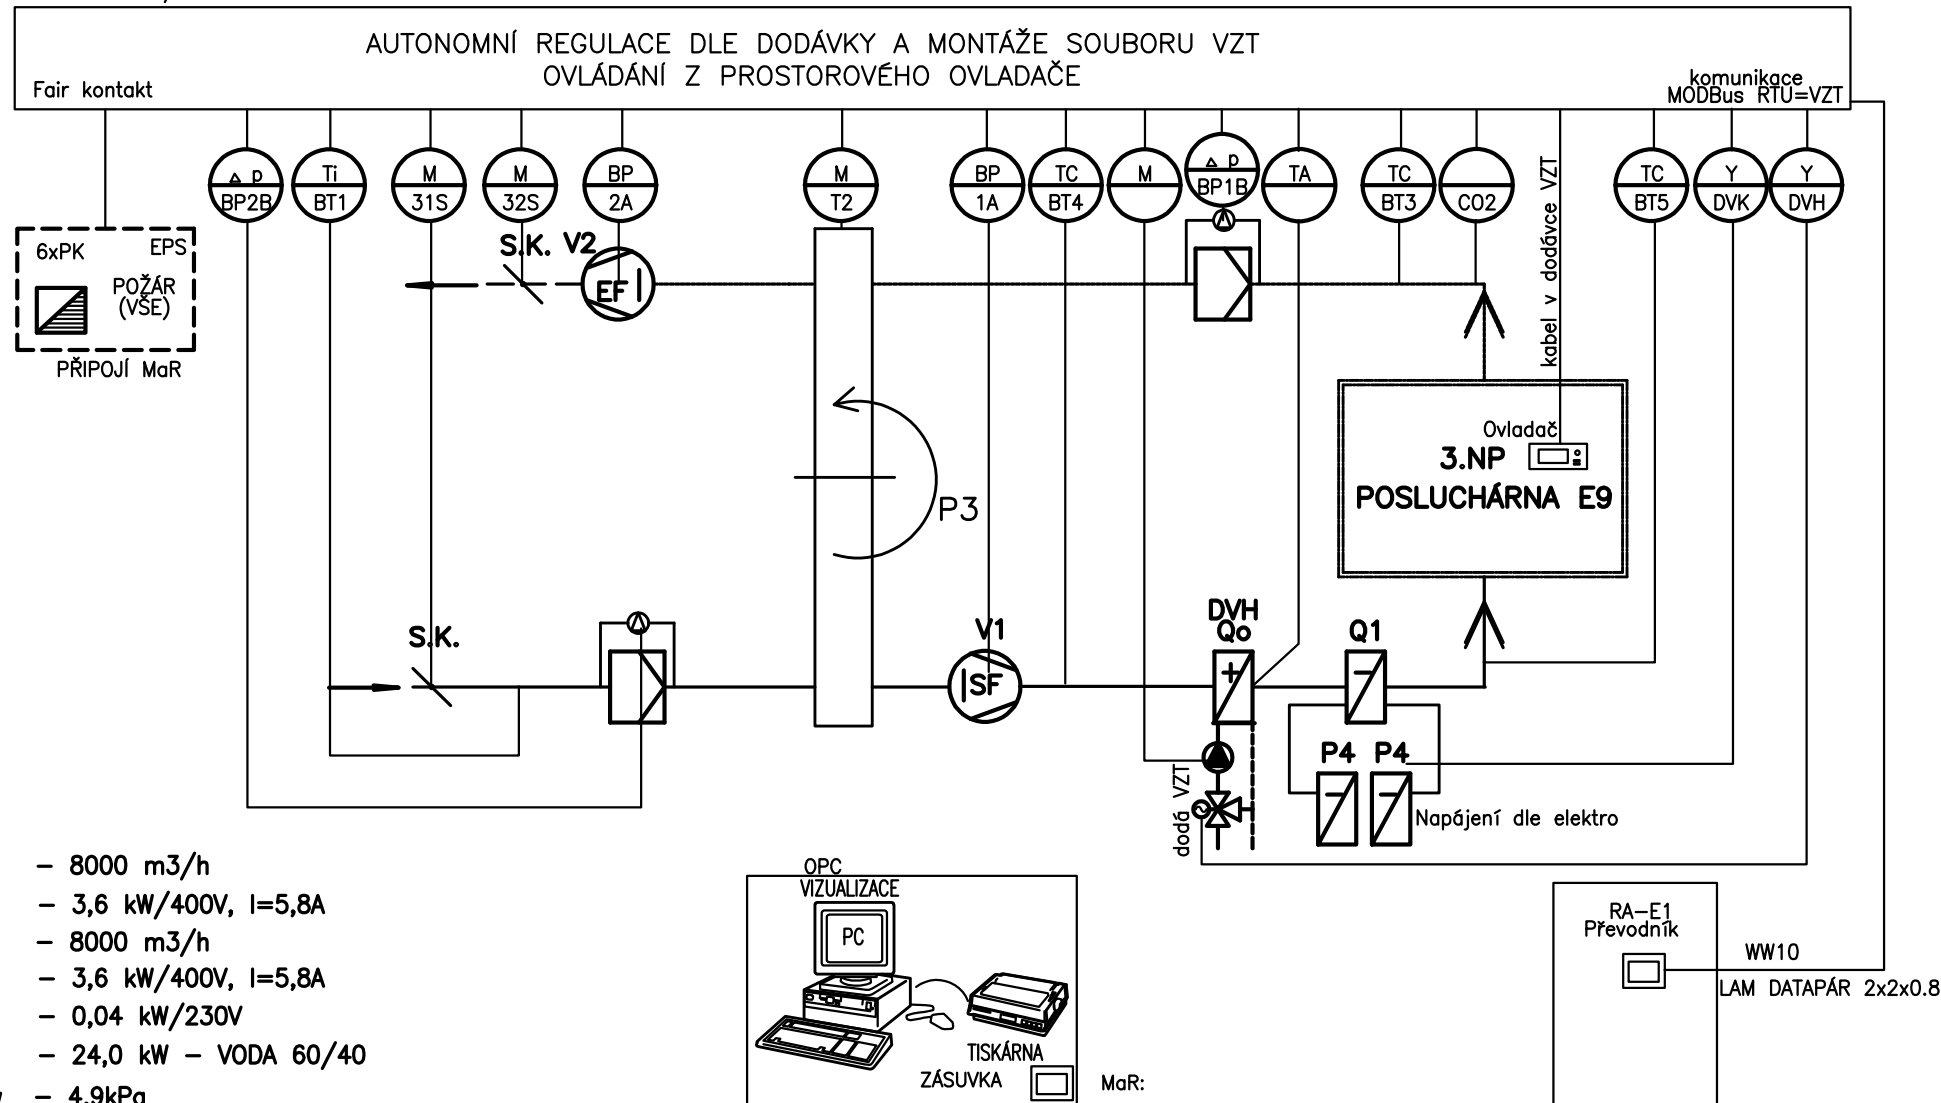 AUTONOMNÍ REGULACE DLE DODÁVKY A MONTÁŽE SOUBORU VZT
OVLÁDÁNÍ Z PROSTOROVÉHO OVLADAČE
Fair kontakt
komunikace
MODBus RTU=VZT
△ p
BP2B
Ti
BT1
M
31S
M
32S
BP
2A
M
T2
BP
1A
TC
BT4
M
△ p
BP1B
TA
TC
BT3
CO2
kabel v dodávce VZT
TC
BT5
Y
DVK
Y
DVH
6xPK
EPS
POŽÁR
(VŠE)
PŘIPOJÍ MaR
S.K.
V2
EF
P3
Ovladač
3.NP
POSLUCHÁRNA E9
S.K.
V1
SF
DVH
Qo
Q1
P4
P4
dodá VZT
Napájení dle elektro
– 8000 m3/h
– 3,6 kW/400V, I=5,8A
– 8000 m3/h
– 3,6 kW/400V, I=5,8A
– 0,04 kW/230V
– 24,0 kW – VODA 60/40
– 4,9kPa
OPC
VIZUALIZACE
PC
TISKÁRNA
ZÁSUVKA
MaR:
RA–E1
Převodník
WW10
LAM DATAPÁR 2x2x0.8